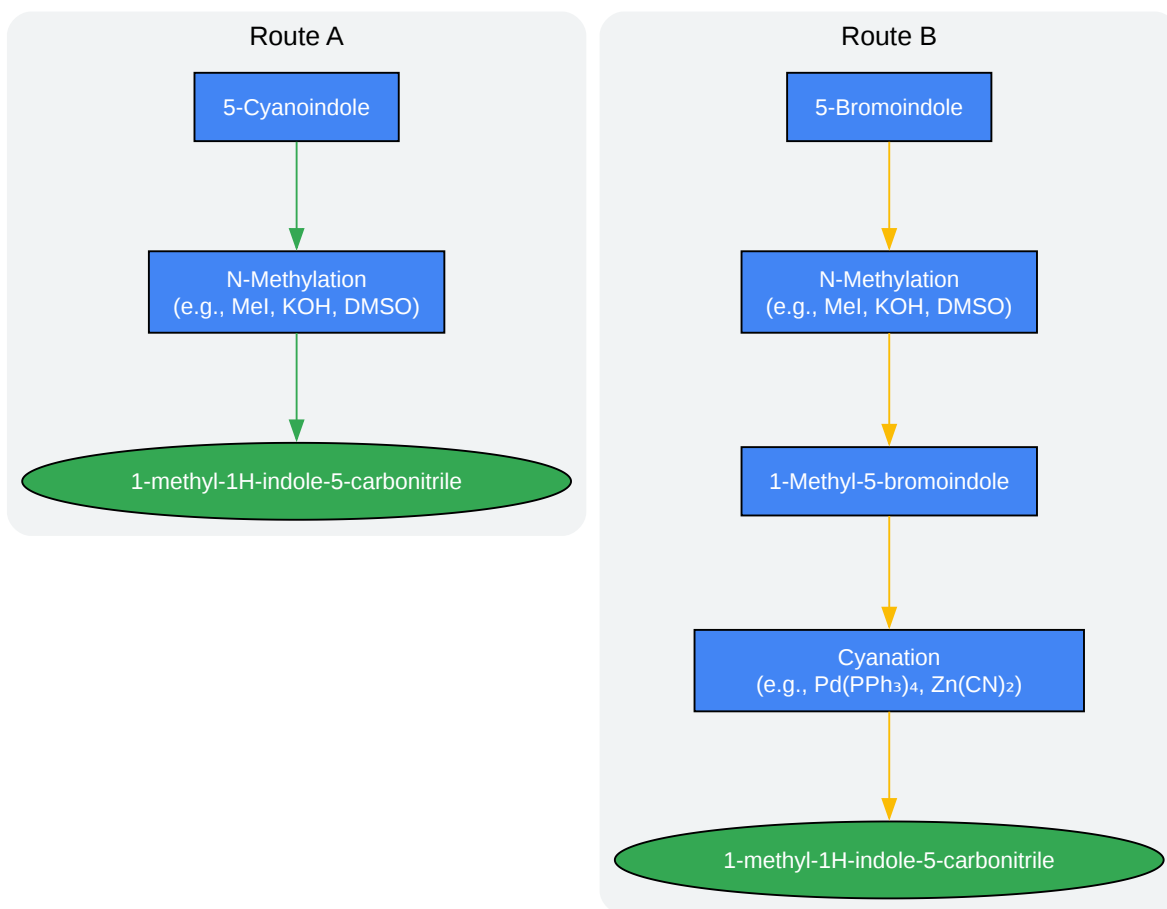 Route A
5-Cyanoindole
N-Methylation
(e.g., MeI, KOH, DMSO)
1-methyl-1H-indole-5-carbonitrile
Route B
5-Bromoindole
N-Methylation
(e.g., MeI, KOH, DMSO)
1-Methyl-5-bromoindole
Cyanation
(e.g., Pd(PPh₃)₄, Zn(CN)₂)
1-methyl-1H-indole-5-carbonitrile